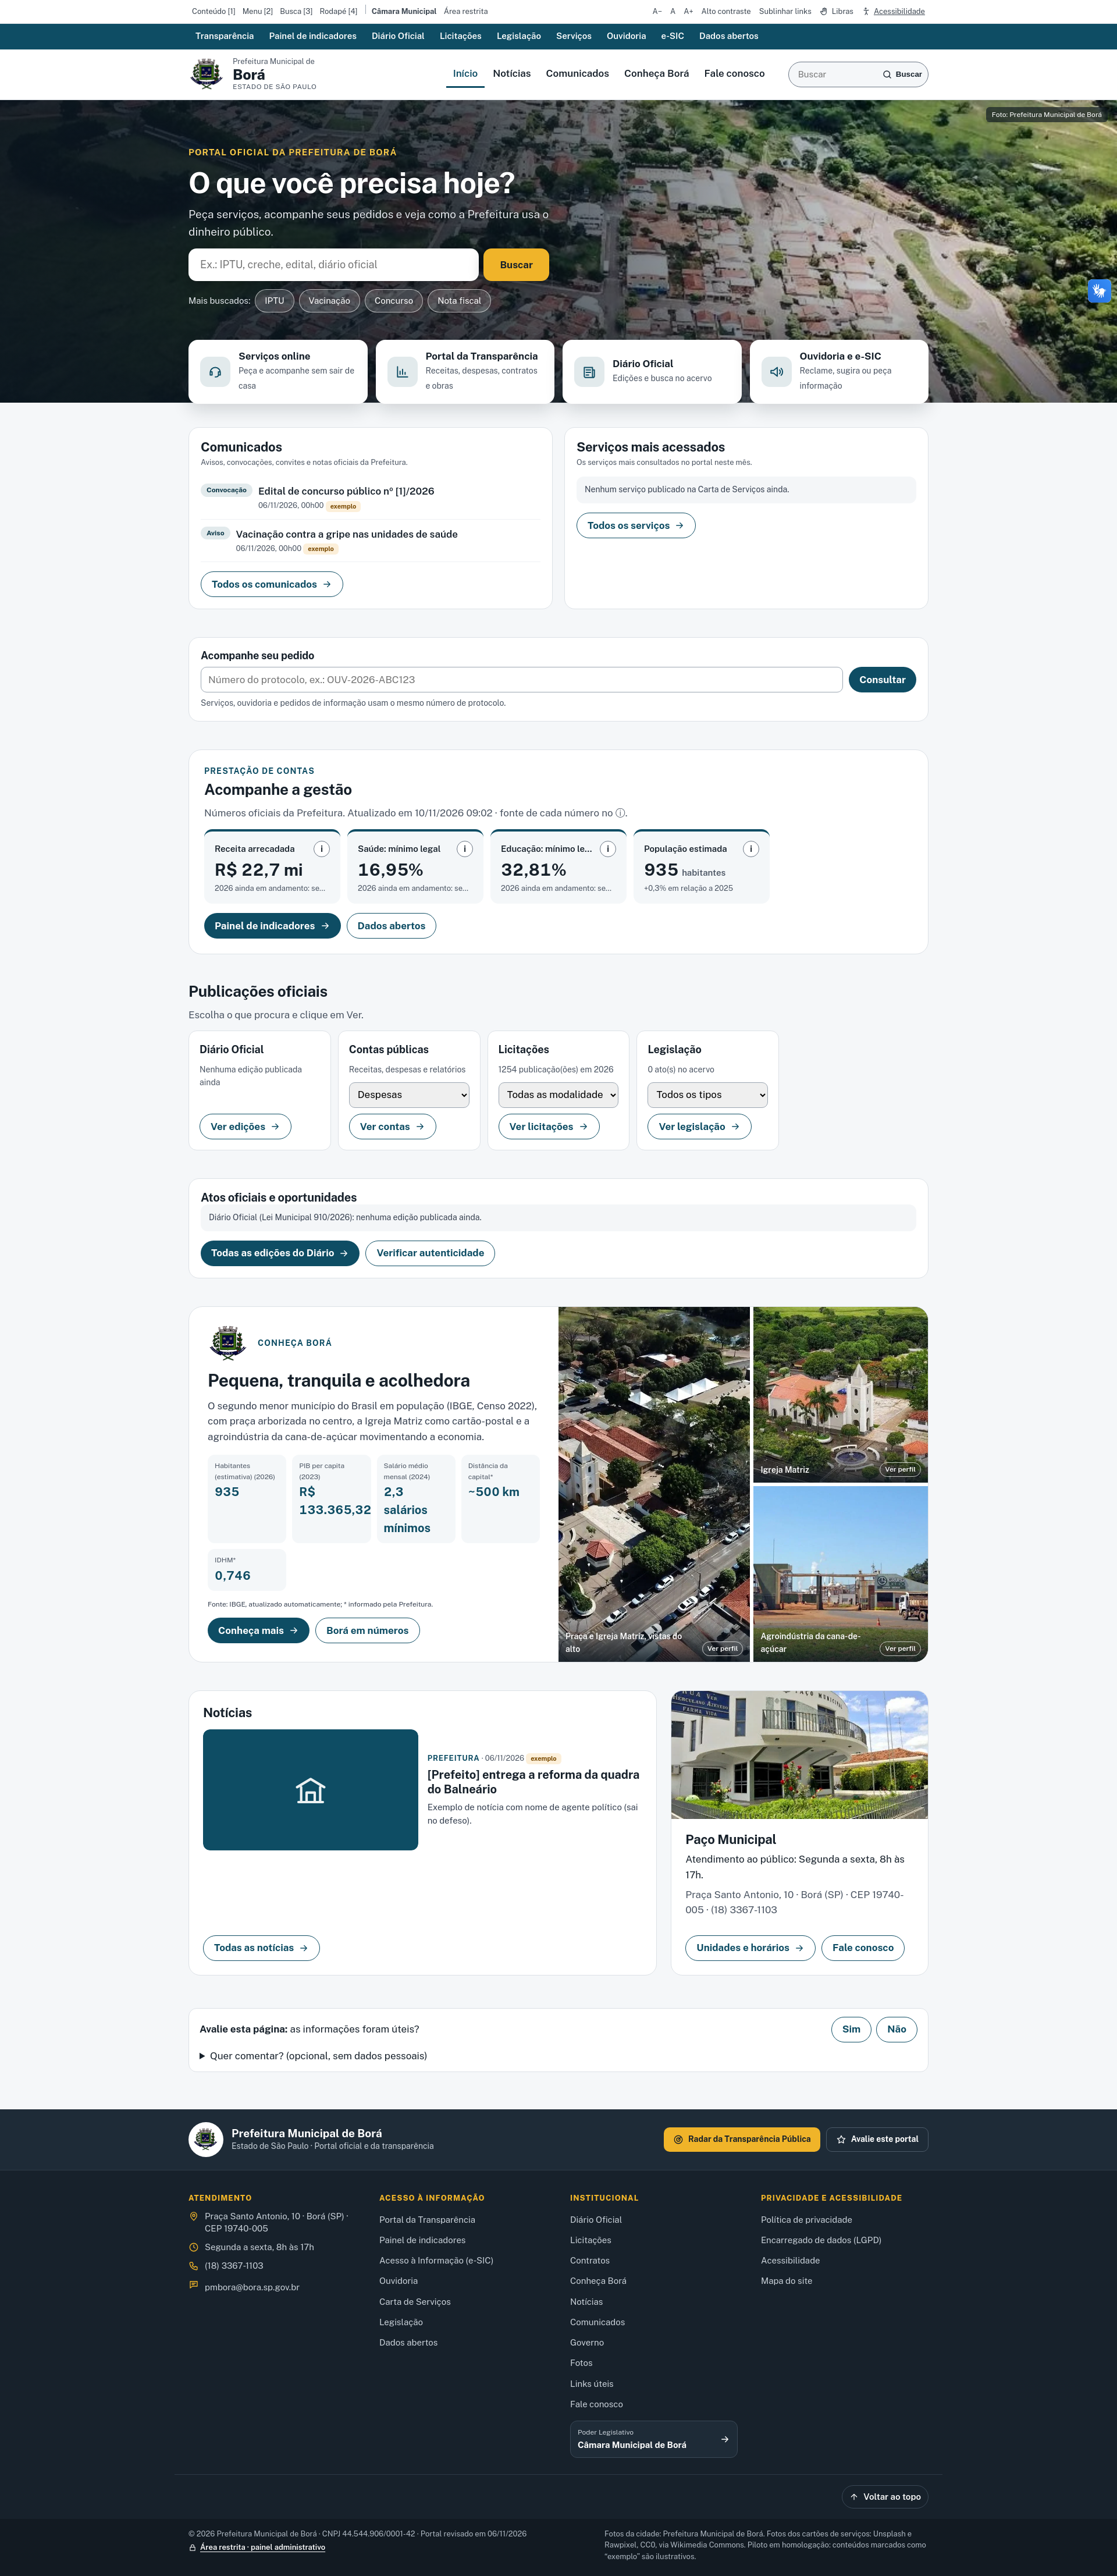 Conteúdo [1] Menu [2] Busca [3] Rodapé [4] Câmara Municipal Área restrita A− A A+ Alto contraste Sublinhar links Libras Acessibilidade
Transparência Painel de indicadores Diário Oficial Licitações Legislação Serviços Ouvidoria e-SIC Dados abertos
Prefeitura Municipal de
Borá
ESTADO DE SÃO PAULO
Início Notícias Comunicados Conheça Borá Fale conosco
Buscar Buscar
Foto: Prefeitura Municipal de Borá
PORTAL OFICIAL DA PREFEITURA DE BORÁ
O que você precisa hoje?
Peça serviços, acompanhe seus pedidos e veja como a Prefeitura usa o
dinheiro público.
Ex.: IPTU, creche, edital, diário oficial
Buscar
Mais buscados: IPTU Vacinação Concurso Nota fiscal
Serviços online
Peça e acompanhe sem sair de
casa
Portal da Transparência
Receitas, despesas, contratos
e obras
Diário Oficial
Edições e busca no acervo
Ouvidoria e e-SIC
Reclame, sugira ou peça
informação
Comunicados
Avisos, convocações, convites e notas oficiais da Prefeitura.
Convocação Edital de concurso público nº [1]/2026
06/11/2026, 00h00 exemplo
Aviso Vacinação contra a gripe nas unidades de saúde
06/11/2026, 00h00 exemplo
Todos os comunicados
Serviços mais acessados
Os serviços mais consultados no portal neste mês.
Nenhum serviço publicado na Carta de Serviços ainda.
Todos os serviços
Acompanhe seu pedido
Número do protocolo, ex.: OUV-2026-ABC123
Consultar
Serviços, ouvidoria e pedidos de informação usam o mesmo número de protocolo.
PRESTAÇÃO DE CONTAS
Acompanhe a gestão
Números oficiais da Prefeitura. Atualizado em 10/11/2026 09:02 · fonte de cada número no ⓘ.
Receita arrecadada i
R$ 22,7 mi
2026 ainda em andamento: se...
Saúde: mínimo legal i
16,95%
2026 ainda em andamento: se...
Educação: mínimo le... i
32,81%
2026 ainda em andamento: se...
População estimada i
935 habitantes
+0,3% em relação a 2025
Painel de indicadores Dados abertos
Publicações oficiais
Escolha o que procura e clique em Ver.
Diário Oficial
Nenhuma edição publicada
ainda
Ver edições
Contas públicas
Receitas, despesas e relatórios
Despesas
Ver contas
Licitações
1254 publicação(ões) em 2026
Todas as modalidade
Ver licitações
Legislação
0 ato(s) no acervo
Todos os tipos
Ver legislação
Atos oficiais e oportunidades
Diário Oficial (Lei Municipal 910/2026): nenhuma edição publicada ainda.
Todas as edições do Diário Verificar autenticidade
CONHEÇA BORÁ
Pequena, tranquila e acolhedora
O segundo menor município do Brasil em população (IBGE, Censo 2022),
com praça arborizada no centro, a Igreja Matriz como cartão-postal e a
agroindústria da cana-de-açúcar movimentando a economia.
Habitantes
(estimativa) (2026)
935
PIB per capita
(2023)
R$
133.365,32
Salário médio
mensal (2024)
2,3
salários
mínimos
Distância da
capital*
~500 km
IDHM*
0,746
Fonte: IBGE, atualizado automaticamente; * informado pela Prefeitura.
Conheça mais Borá em números
Praça e Igreja Matriz, vistas do
alto
Ver perfil
Igreja Matriz
Ver perfil
Agroindústria da cana-de-
açúcar
Ver perfil
Notícias
PREFEITURA · 06/11/2026 exemplo
[Prefeito] entrega a reforma da quadra
do Balneário
Exemplo de notícia com nome de agente político (sai
no defeso).
Todas as notícias
PAÇO MUNICIPAL
Paço Municipal
Atendimento ao público: Segunda a sexta, 8h às
17h.
Praça Santo Antonio, 10 · Borá (SP) · CEP 19740-
005 · (18) 3367-1103
Unidades e horários Fale conosco
Avalie esta página: as informações foram úteis?
Sim Não
Quer comentar? (opcional, sem dados pessoais)
Prefeitura Municipal de Borá
Estado de São Paulo · Portal oficial e da transparência
Radar da Transparência Pública Avalie este portal
ATENDIMENTO
Praça Santo Antonio, 10 · Borá (SP) ·
CEP 19740-005
Segunda a sexta, 8h às 17h
(18) 3367-1103
pmbora@bora.sp.gov.br
ACESSO À INFORMAÇÃO
Portal da Transparência
Painel de indicadores
Acesso à Informação (e-SIC)
Ouvidoria
Carta de Serviços
Legislação
Dados abertos
INSTITUCIONAL
Diário Oficial
Licitações
Contratos
Conheça Borá
Notícias
Comunicados
Governo
Fotos
Links úteis
Fale conosco
Poder Legislativo
Câmara Municipal de Borá
PRIVACIDADE E ACESSIBILIDADE
Política de privacidade
Encarregado de dados (LGPD)
Acessibilidade
Mapa do site
Voltar ao topo
© 2026 Prefeitura Municipal de Borá · CNPJ 44.544.906/0001-42 · Portal revisado em 06/11/2026
Área restrita · painel administrativo
Fotos da cidade: Prefeitura Municipal de Borá. Fotos dos cartões de serviços: Unsplash e
Rawpixel, CC0, via Wikimedia Commons. Piloto em homologação: conteúdos marcados como
"exemplo" são ilustrativos.